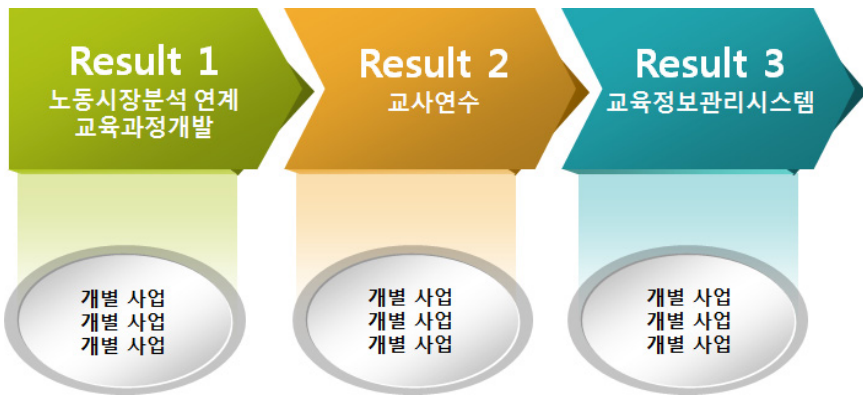 Result 1
노동시장분석 연계
교육과정개발
Result 2
교사연수
Result 3
교육정보관리시스템
개별 사업
개별 사업
개별 사업
개별 사업
개별 사업
개별 사업
개별 사업
개별 사업
개별 사업